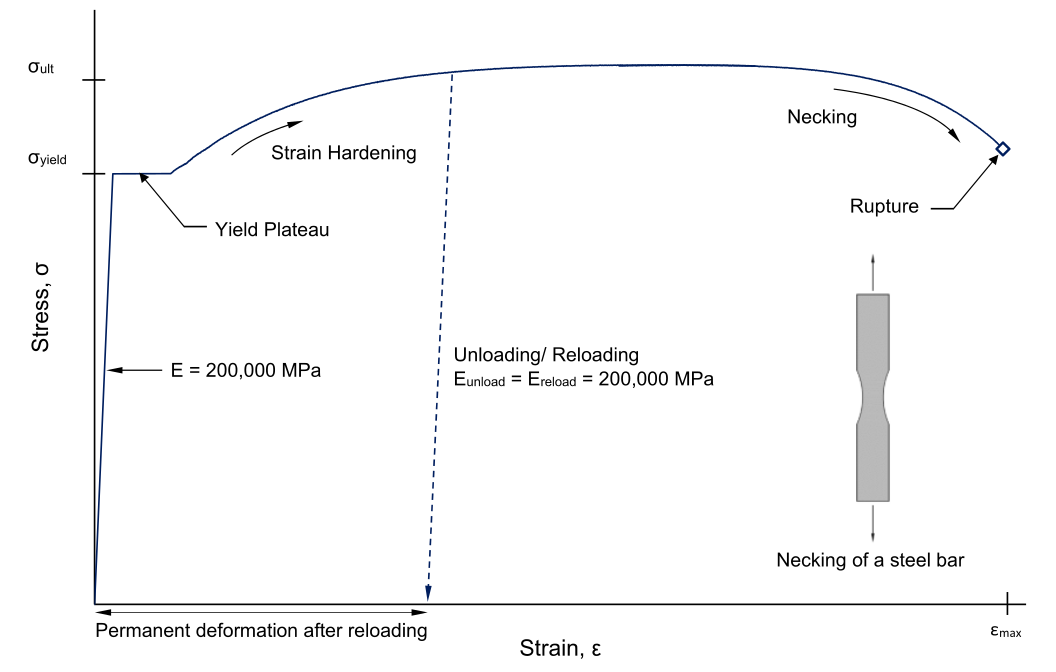 σult
σyield
Strain Hardening
Necking
Rupture
Yield Plateau
Stress, σ
E = 200,000 MPa
Unloading/ Reloading
Eunload = Ereload = 200,000 MPa
Necking of a steel bar
Permanent deformation after reloading
εmax
Strain, ε